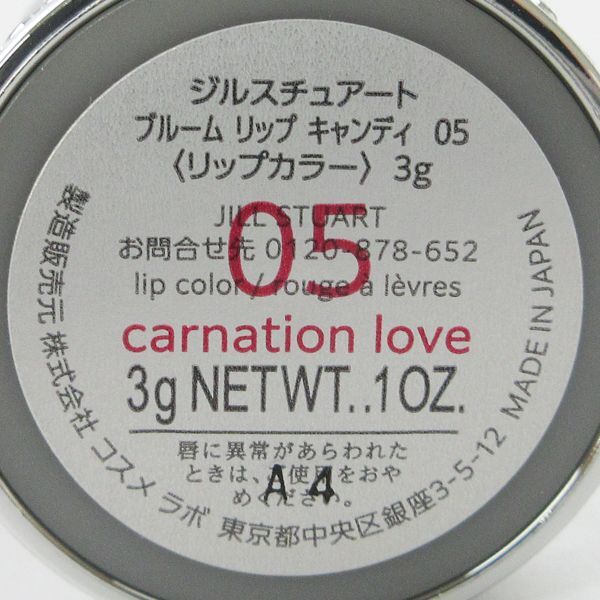 ジルスチュアート
ブルーム リップ キャンディ 05
〈リップカラー〉 3g
05
JILL STUART
お問合せ先 0120-878-652
lip color / rouge à lèvres
carnation love
3g NETWT..1OZ.
唇に異常があらわれた
ときは、ご使用をおや
めください。
A4
製造販売元 株式会社 コスメ ラボ 東京都中央区銀座3-5-12 MADE IN JAPAN